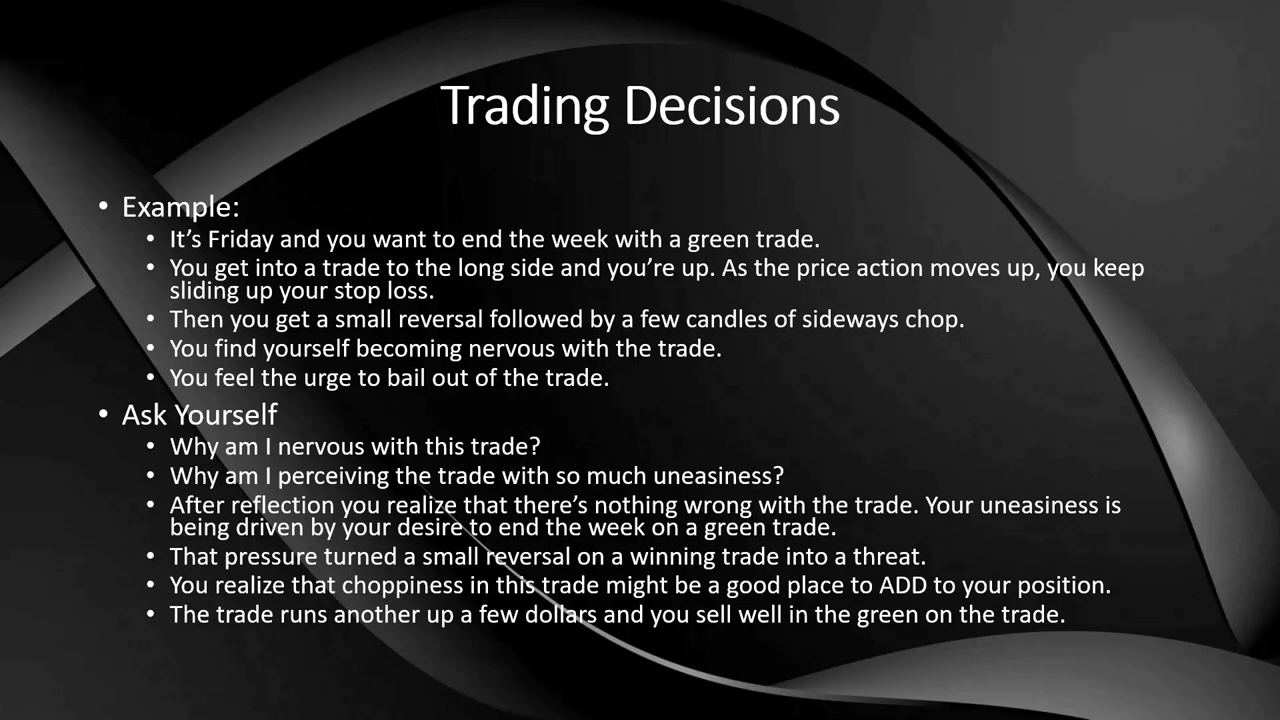 Trading Decisions
• Example:
• It’s Friday and you want to end the week with a green trade.
• You get into a trade to the long side and you’re up. As the price action moves up, you keep
sliding up your stop loss.
• Then you get a small reversal followed by a few candles of sideways chop.
• You find yourself becoming nervous with the trade.
• You feel the urge to bail out of the trade.
• Ask Yourself
• Why am I nervous with this trade?
• Why am I perceiving the trade with so much uneasiness?
• After reflection you realize that there’s nothing wrong with the trade. Your uneasiness is
being driven by your desire to end the week on a green trade.
• That pressure turned a small reversal on a winning trade into a threat.
• You realize that choppiness in this trade might be a good place to ADD to your position.
• The trade runs another up a few dollars and you sell well in the green on the trade.